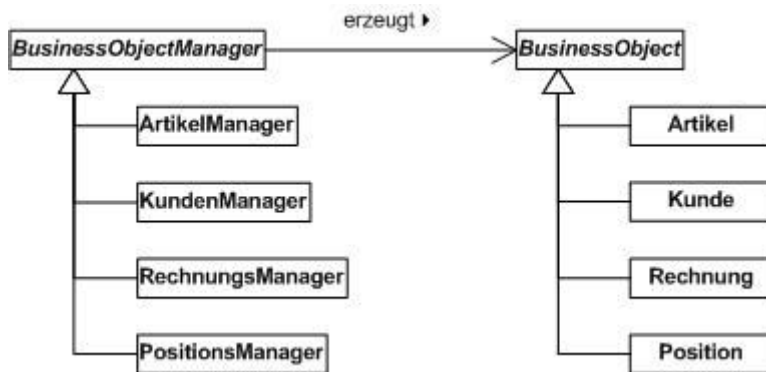 erzeugt ▸
BusinessObjectManager
BusinessObject
ArtikelManager
Artikel
KundenManager
Kunde
RechnungsManager
Rechnung
PositionsManager
Position